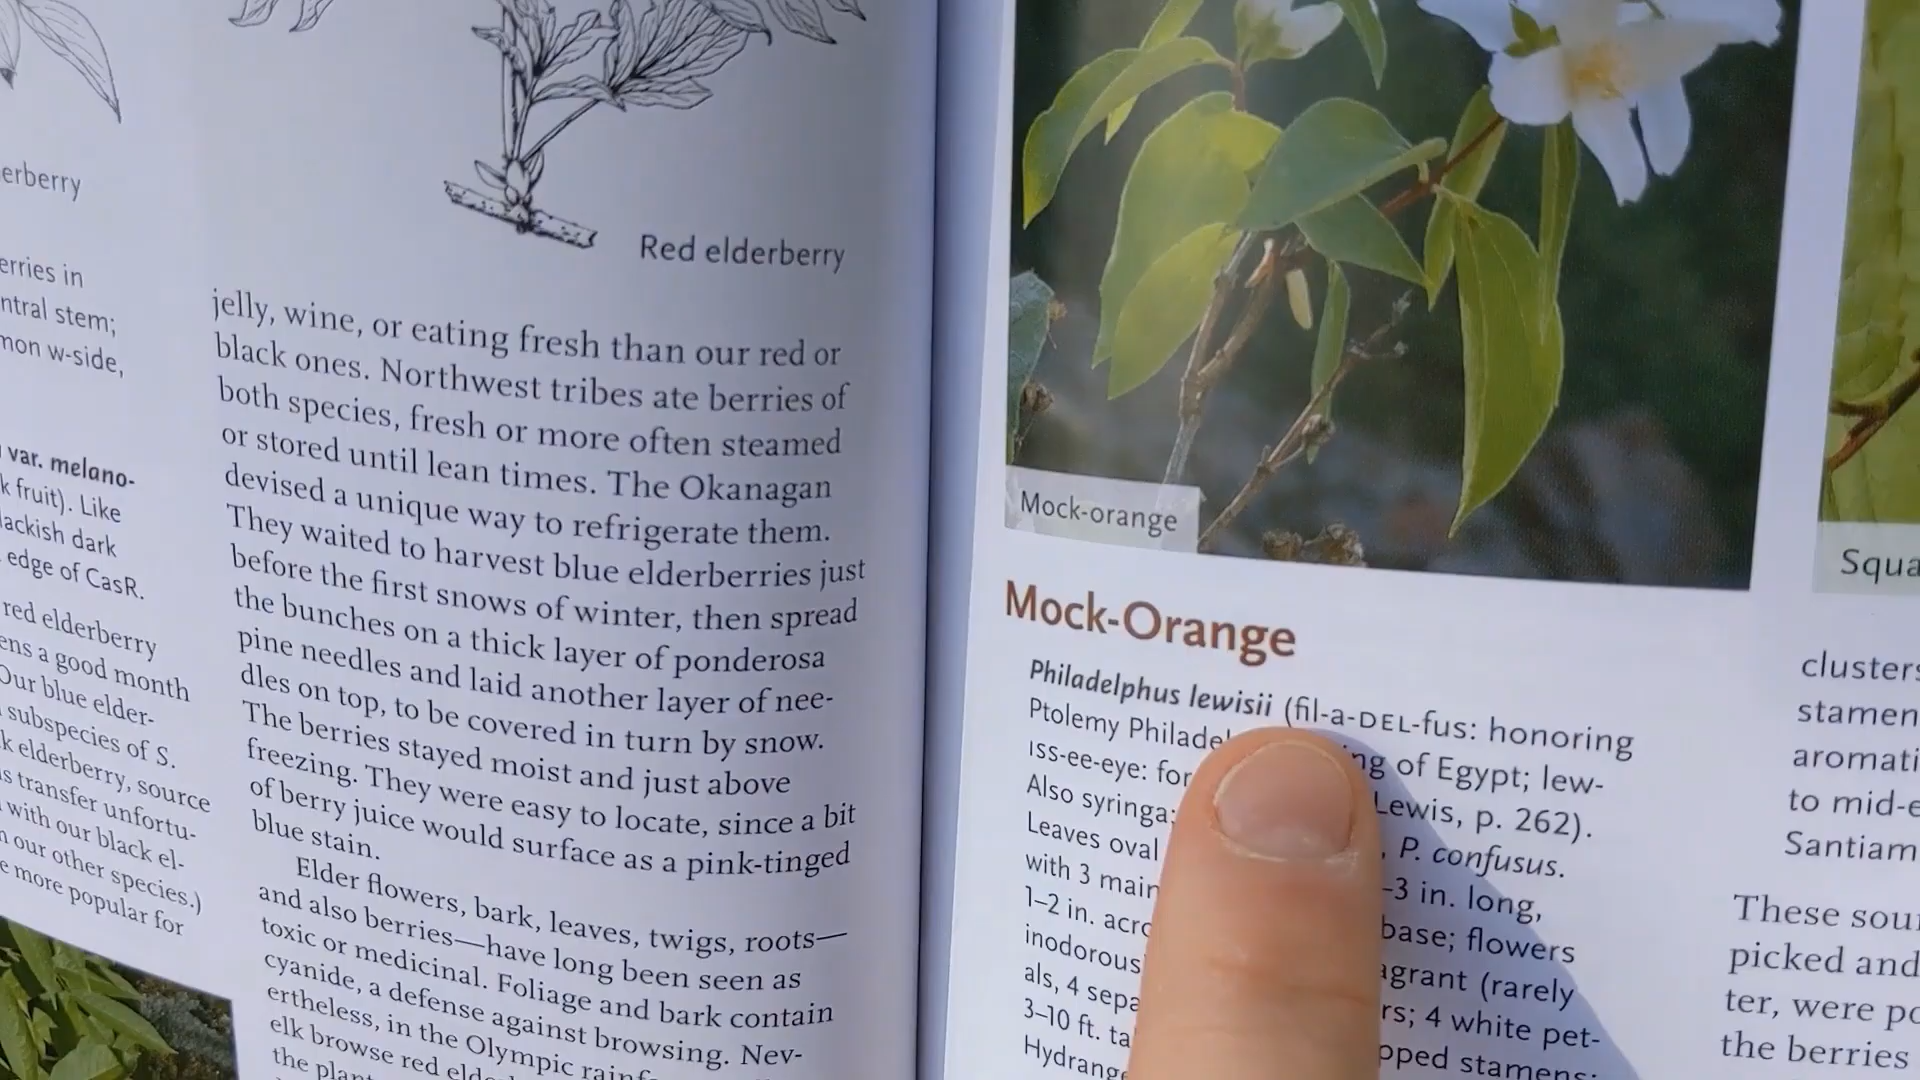 erberry
erries in
ntral stem;
mon w-side,
var. melano-
k fruit). Like
lackish dark
edge of CasR.
red elderberry
ens a good month
Our blue elder-
subspecies of S.
k elderberry, source
s transfer unfortu-
with our black el-
n our other species.)
e more popular for
Red elderberry
jelly, wine, or eating fresh than our red or
black ones. Northwest tribes ate berries of
both species, fresh or more often steamed
or stored until lean times. The Okanagan
devised a unique way to refrigerate them.
They waited to harvest blue elderberries just
before the first snows of winter, then spread
the bunches on a thick layer of ponderosa
pine needles and laid another layer of nee-
dles on top, to be covered in turn by snow.
The berries stayed moist and just above
freezing. They were easy to locate, since a bit
of berry juice would surface as a pink-tinged
blue stain.
Elder flowers, bark, leaves, twigs, roots—
and also berries—have long been seen as
toxic or medicinal. Foliage and bark contain
cyanide, a defense against browsing. Nev-
ertheless, in the Olympic rainf
elk browse red elde
the plant
Mock-orange
Mock-Orange
Philadelphus lewisii (fil-a-DEL-fus: honoring
Ptolemy Philadel ng of Egypt; lew-
ISS-ee-eye: for Lewis, p. 262).
Also syringa; , P. confusus.
Leaves oval –3 in. long,
with 3 main base; flowers
1–2 in. acro agrant (rarely
inodorous rs; 4 white pet-
als, 4 sepa pped stamens;
3–10 ft. ta
Hydrange
Squa
clusters
stamen
aromati
to mid-e
Santiam
These sour
picked and
ter, were po
the berries